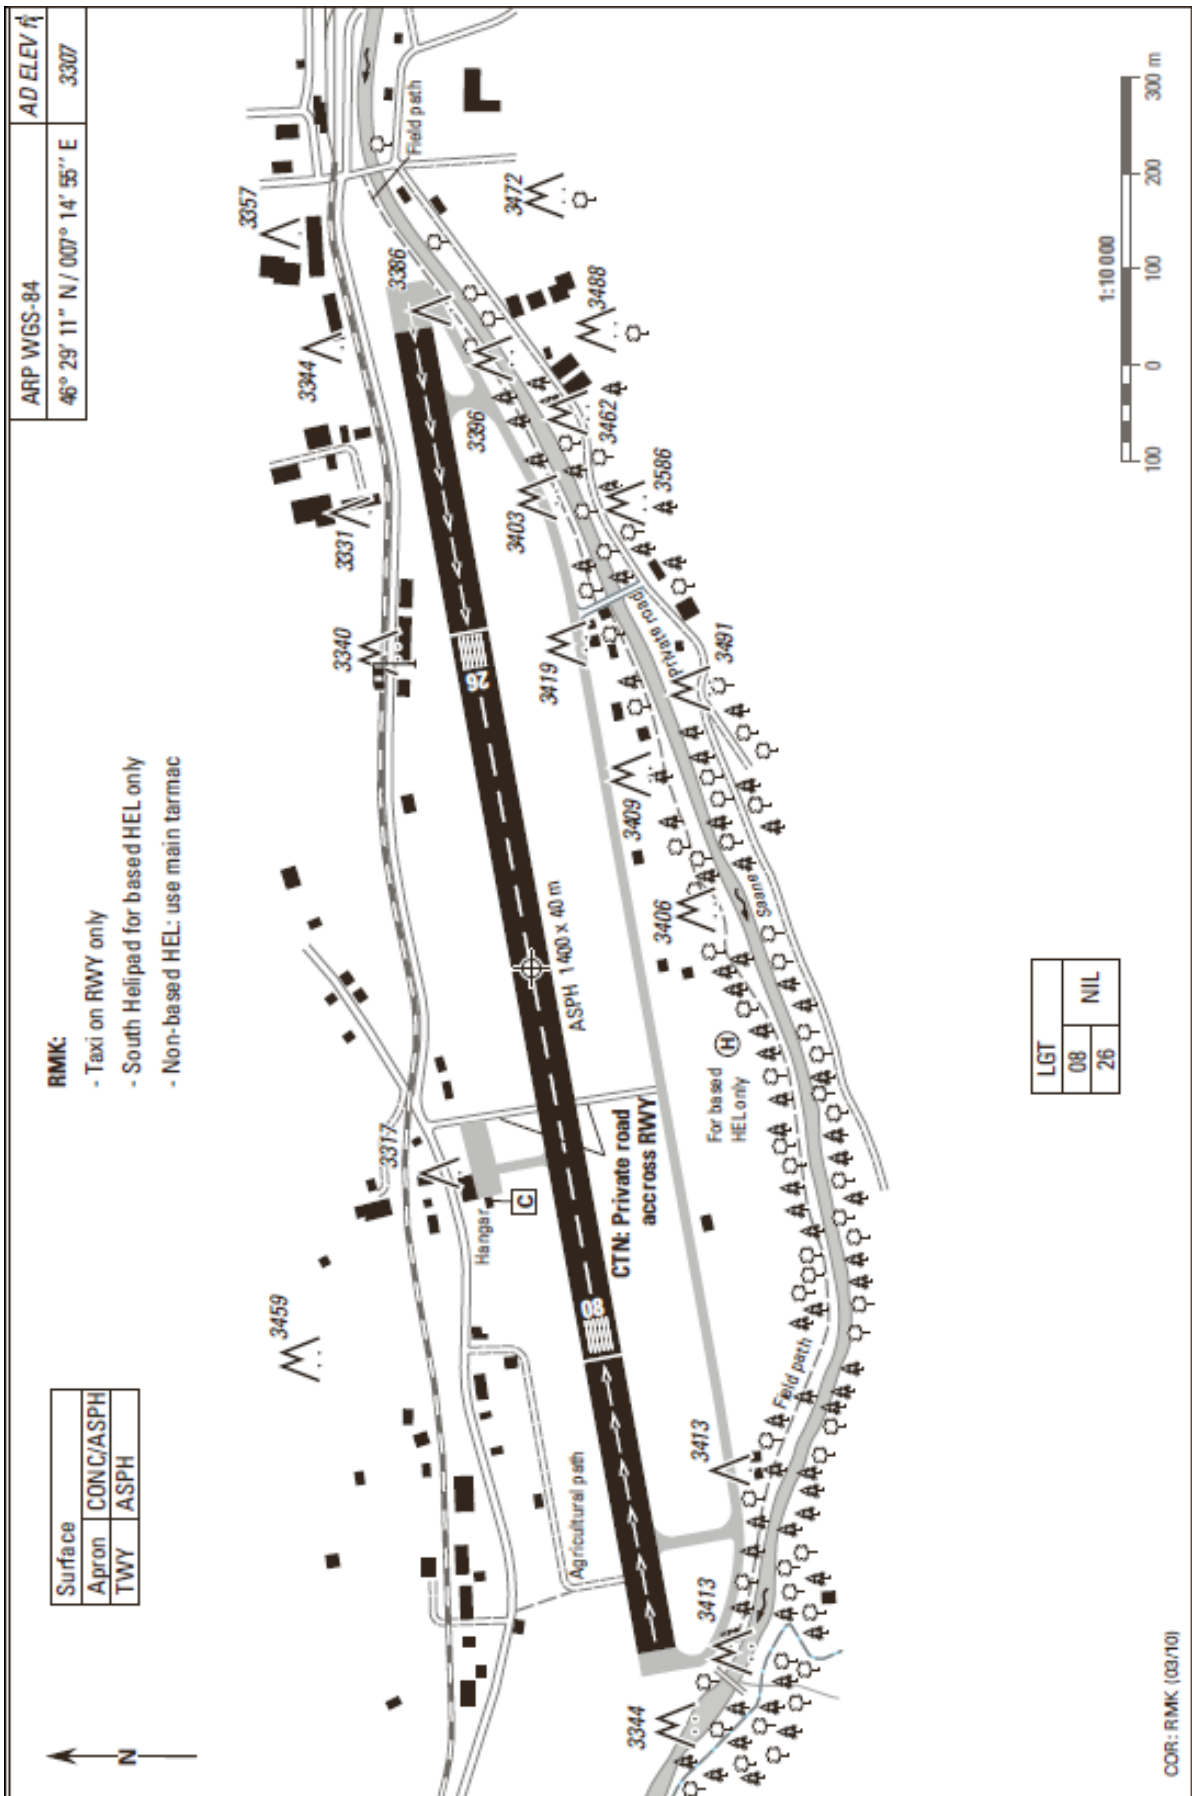 ARP WGS-84
AD ELEV ft
46° 29' 11" N / 007° 14' 55'' E
3307
Surface
Apron CONC/ASPH
TWY ASPH
RMK:
- Taxi on RWY only
- South Helipad for based HEL only
- Non-based HEL: use main tarmac
N
3459
3317
3340
3331
3344
3357
Field path
3386
3472
3488
3396
3462
3403
3586
3419
Private road
3491
3409
3406
Saane
26
ASPH 1400 x 40 m
Hangar
C
CTN: Private road
accross RWY
For based
HEL only
H
08
Agricultural path
3413
Field path
3413
3344
LGT
08
26
NIL
1:10 000
100 0 100 200 300 m
COR: RMK (03/10)